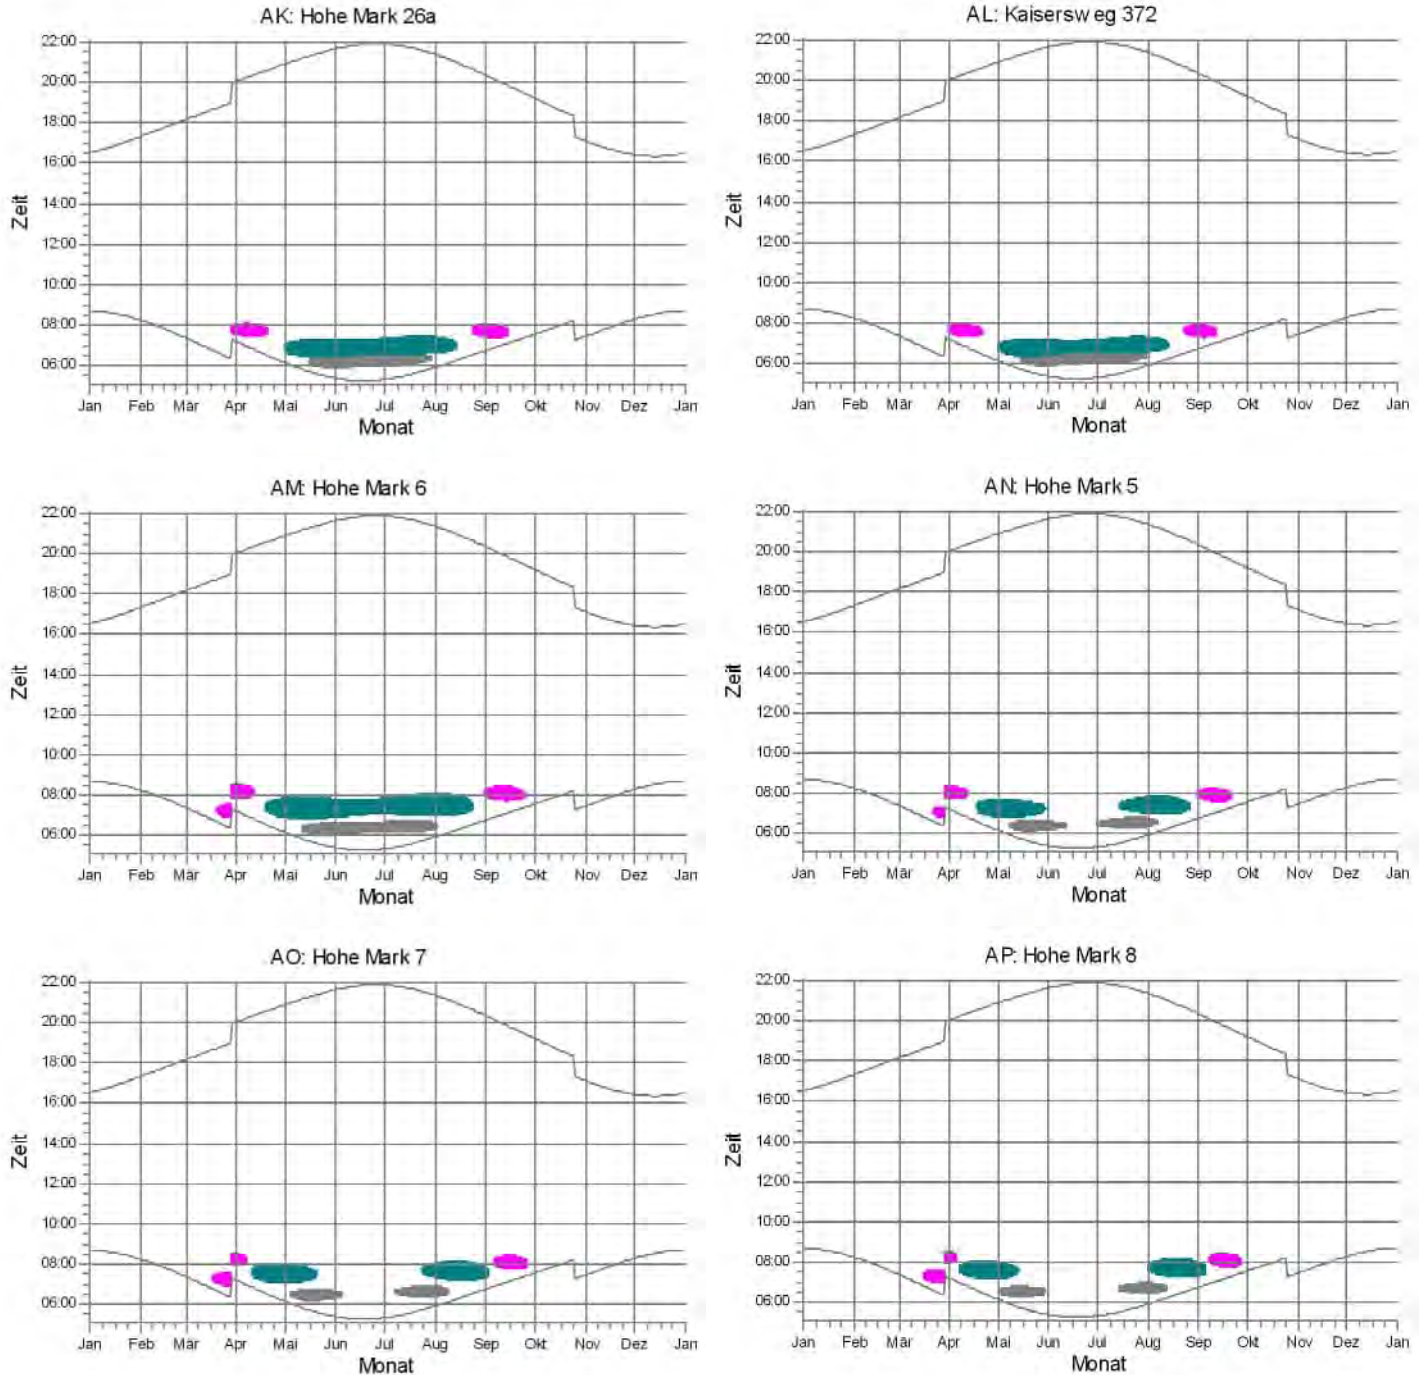 AK: Hohe Mark 26a
22:00
20:00
18:00
16:00
14:00
12:00
10:00
08:00
06:00
Zeit
Jan Feb Mär Apr Mai Jun Jul Aug Sep Okt Nov Dez Jan
Monat
AL: Kaisersweg 372
22:00
20:00
18:00
16:00
14:00
12:00
10:00
08:00
06:00
Zeit
Jan Feb Mär Apr Mai Jun Jul Aug Sep Okt Nov Dez Jan
Monat
AM: Hohe Mark 6
22:00
20:00
18:00
16:00
14:00
12:00
10:00
08:00
06:00
Zeit
Jan Feb Mär Apr Mai Jun Jul Aug Sep Okt Nov Dez Jan
Monat
AN: Hohe Mark 5
22:00
20:00
18:00
16:00
14:00
12:00
10:00
08:00
06:00
Zeit
Jan Feb Mär Apr Mai Jun Jul Aug Sep Okt Nov Dez Jan
Monat
AO: Hohe Mark 7
22:00
20:00
18:00
16:00
14:00
12:00
10:00
08:00
06:00
Zeit
Jan Feb Mär Apr Mai Jun Jul Aug Sep Okt Nov Dez Jan
Monat
AP: Hohe Mark 8
22:00
20:00
18:00
16:00
14:00
12:00
10:00
08:00
06:00
Zeit
Jan Feb Mär Apr Mai Jun Jul Aug Sep Okt Nov Dez Jan
Monat